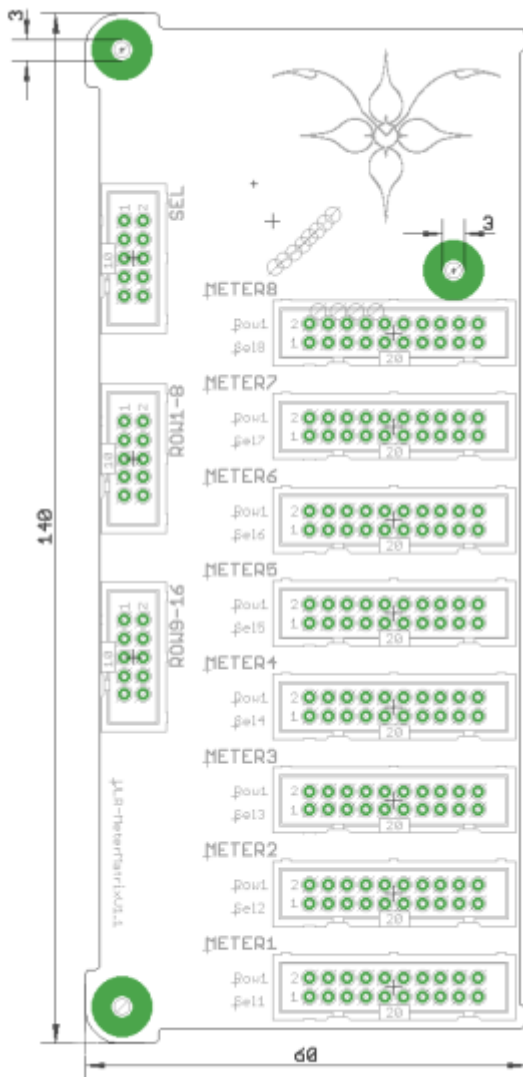 3
3
SEL
1 2
10
METER8
Row1 2
Sel8 1
20
METER7
Row1 2
Sel7 1
20
ROW1-8
1 2
10
METER6
Row1 2
Sel6 1
20
140
METER5
Row1 2
Sel5 1
20
ROW9-16
1 2
10
METER4
Row1 2
Sel4 1
20
METER3
Row1 2
Sel3 1
20
METER2
Row1 2
Sel2 1
20
METER1
Row1 2
Sel1 1
20
60